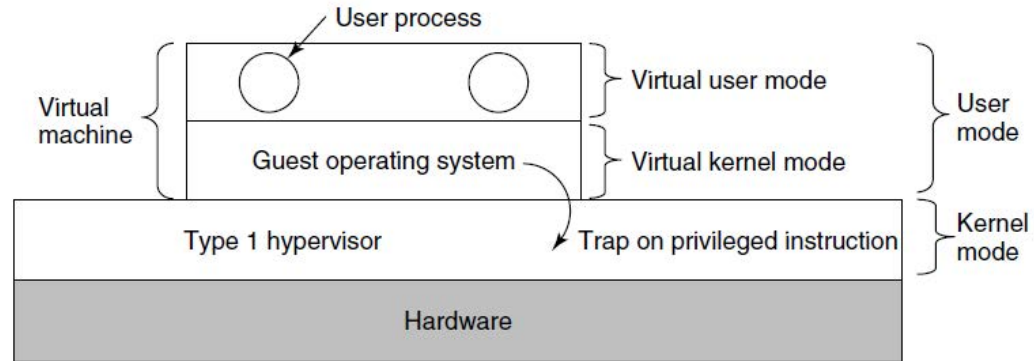 User process
Virtual
machine
Virtual user mode
User
mode
Guest operating system
Virtual kernel mode
Type 1 hypervisor
Trap on privileged instruction
Kernel
mode
Hardware